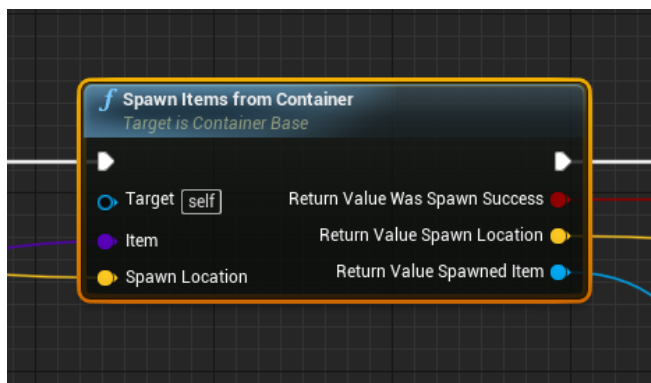 f Spawn Items from Container
Target is Container Base
Target self
Return Value Was Spawn Success
Item
Return Value Spawn Location
Spawn Location
Return Value Spawned Item